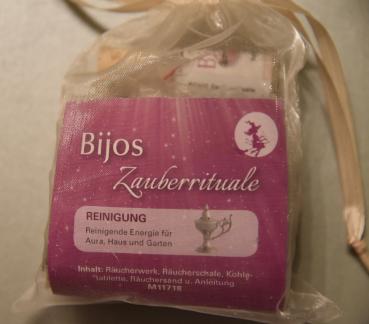 Bijos
Zauberrituale
REINIGUNG
Reinigende Energie für
Aura, Haus und Garten
Inhalt: Räucherwerk, Räucherschale, Kohle-
tablette, Räuchersand u. Anleitung
M11718